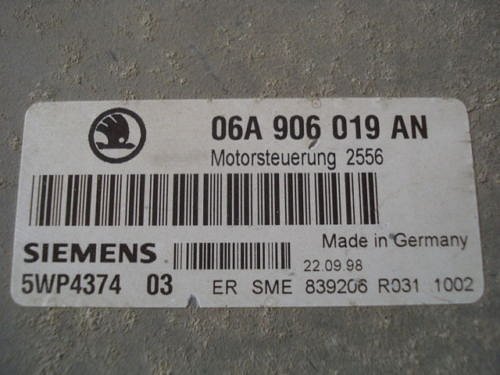 06A 906 019 AN
Motorsteuerung 2556
SIEMENS
Made in Germany
22.09.98
5WP4374 03
ER SME 839206 R031 1002